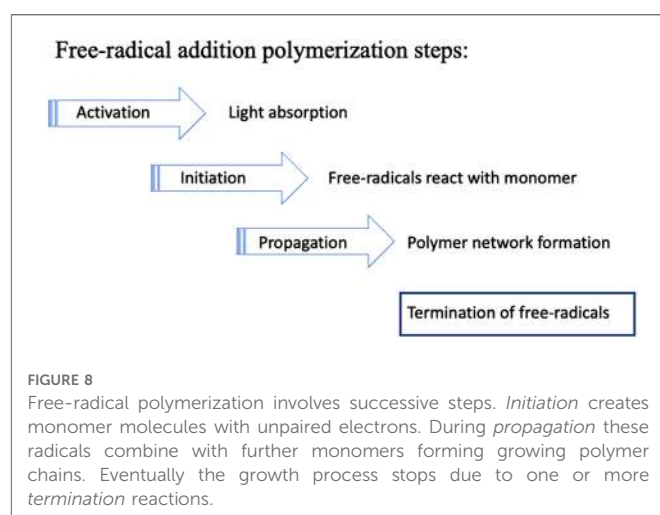 Free-radical addition polymerization steps:
Activation Light absorption
Initiation Free-radicals react with monomer
Propagation Polymer network formation
Termination of free-radicals
FIGURE 8
Free-radical polymerization involves successive steps. Initiation creates
monomer molecules with unpaired electrons. During propagation these
radicals combine with further monomers forming growing polymer
chains. Eventually the growth process stops due to one or more
termination reactions.